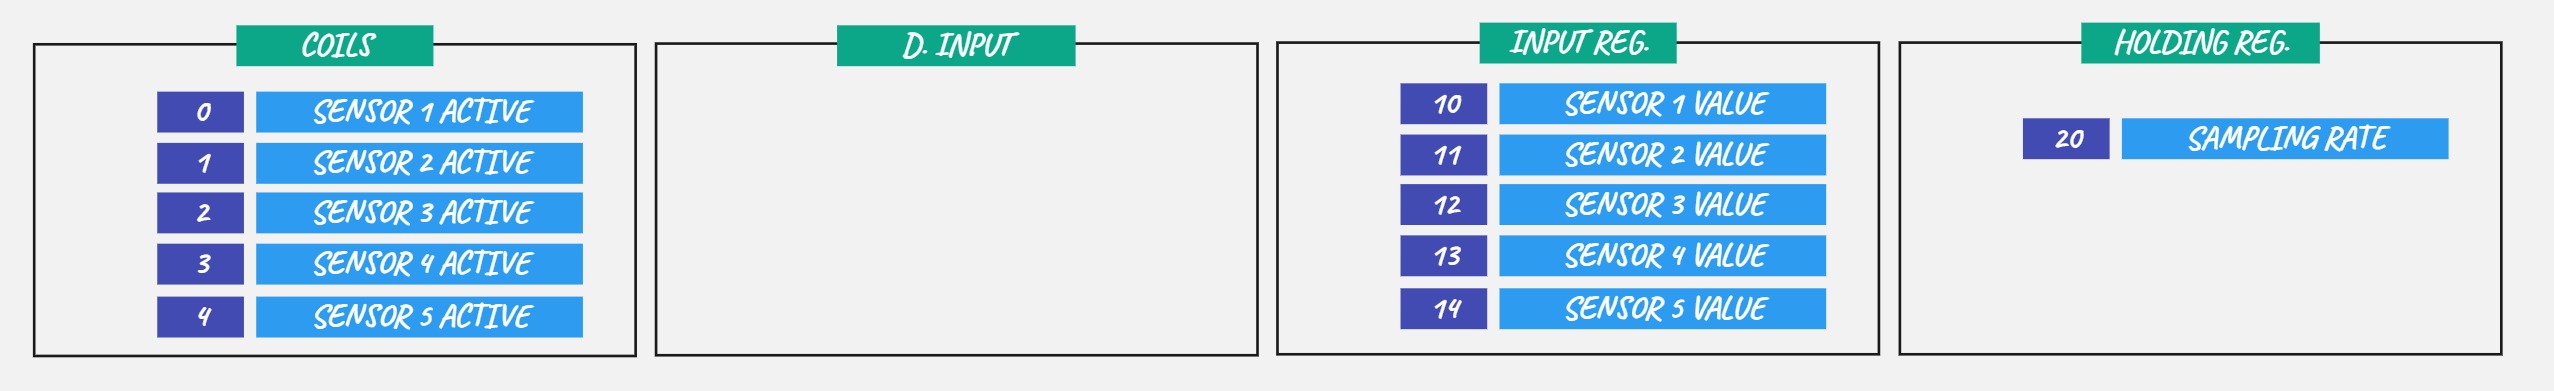 COILS
0 SENSOR 1 ACTIVE
1 SENSOR 2 ACTIVE
2 SENSOR 3 ACTIVE
3 SENSOR 4 ACTIVE
4 SENSOR 5 ACTIVE
D. INPUT
INPUT REG.
10 SENSOR 1 VALUE
11 SENSOR 2 VALUE
12 SENSOR 3 VALUE
13 SENSOR 4 VALUE
14 SENSOR 5 VALUE
HOLDING REG.
20 SAMPLING RATE